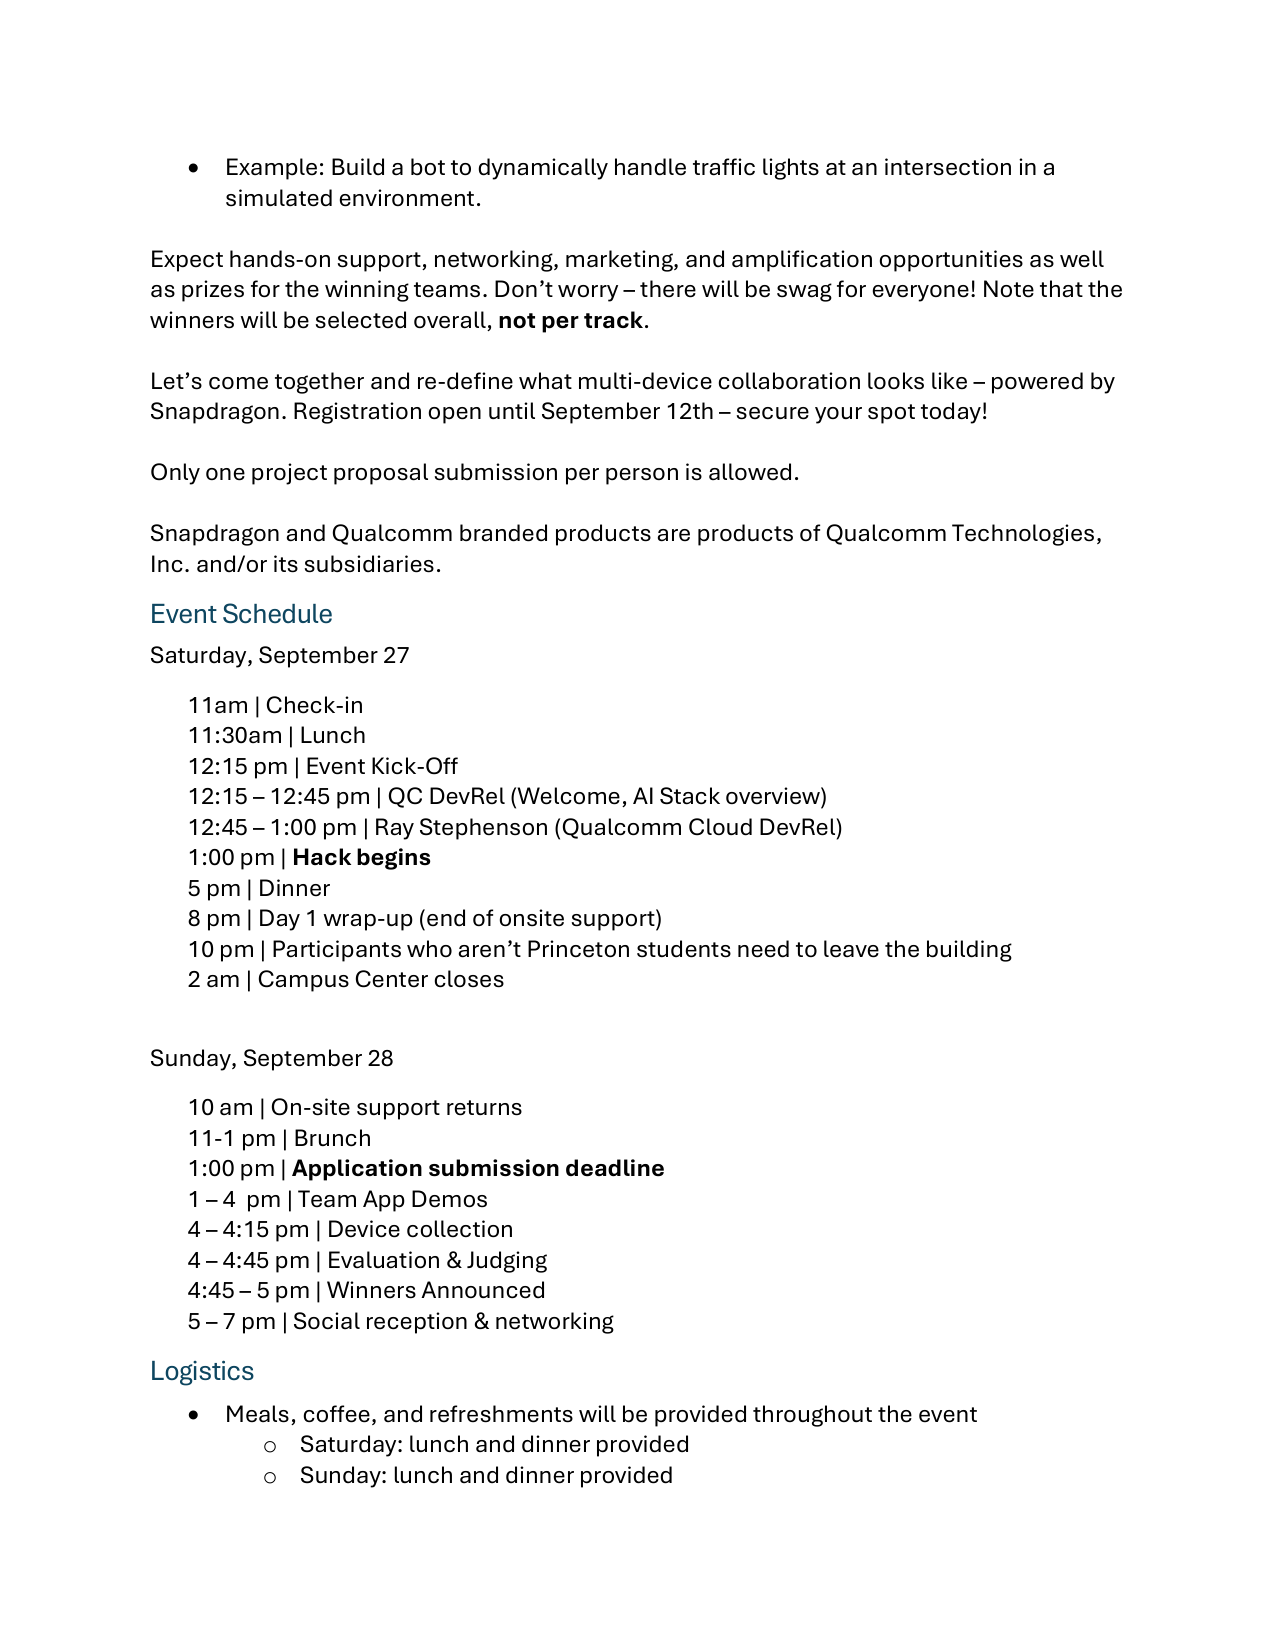 • Example: Build a bot to dynamically handle traffic lights at an intersection in a
simulated environment.
Expect hands-on support, networking, marketing, and amplification opportunities as well
as prizes for the winning teams. Don’t worry – there will be swag for everyone! Note that the
winners will be selected overall, not per track.
Let’s come together and re-define what multi-device collaboration looks like – powered by
Snapdragon. Registration open until September 12th – secure your spot today!
Only one project proposal submission per person is allowed.
Snapdragon and Qualcomm branded products are products of Qualcomm Technologies,
Inc. and/or its subsidiaries.
Event Schedule
Saturday, September 27
11am | Check-in
11:30am | Lunch
12:15 pm | Event Kick-Off
12:15 – 12:45 pm | QC DevRel (Welcome, AI Stack overview)
12:45 – 1:00 pm | Ray Stephenson (Qualcomm Cloud DevRel)
1:00 pm | Hack begins
5 pm | Dinner
8 pm | Day 1 wrap-up (end of onsite support)
10 pm | Participants who aren’t Princeton students need to leave the building
2 am | Campus Center closes
Sunday, September 28
10 am | On-site support returns
11-1 pm | Brunch
1:00 pm | Application submission deadline
1 – 4  pm | Team App Demos
4 – 4:15 pm | Device collection
4 – 4:45 pm | Evaluation & Judging
4:45 – 5 pm | Winners Announced
5 – 7 pm | Social reception & networking
Logistics
• Meals, coffee, and refreshments will be provided throughout the event
o Saturday: lunch and dinner provided
o Sunday: lunch and dinner provided